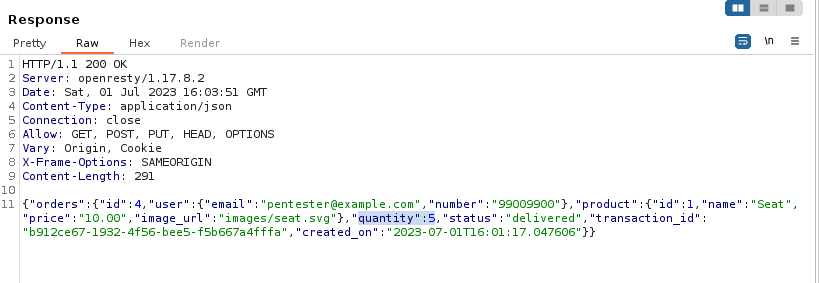 Response
Pretty Raw Hex Render \n
1 HTTP/1.1 200 OK
2 Server: openresty/1.17.8.2
3 Date: Sat, 01 Jul 2023 16:03:51 GMT
4 Content-Type: application/json
5 Connection: close
6 Allow: GET, POST, PUT, HEAD, OPTIONS
7 Vary: Origin, Cookie
8 X-Frame-Options: SAMEORIGIN
9 Content-Length: 291
10
11 {"orders":{"id":4,"user":{"email":"pentester@example.com","number":"99009900"},"product":{"id":1,"name":"Seat",
"price":"10.00","image_url":"images/seat.svg"},"quantity":5,"status":"delivered","transaction_id":
"b912ce67-1932-4f56-bee5-f5b667a4fffa","created_on":"2023-07-01T16:01:17.047606"}}